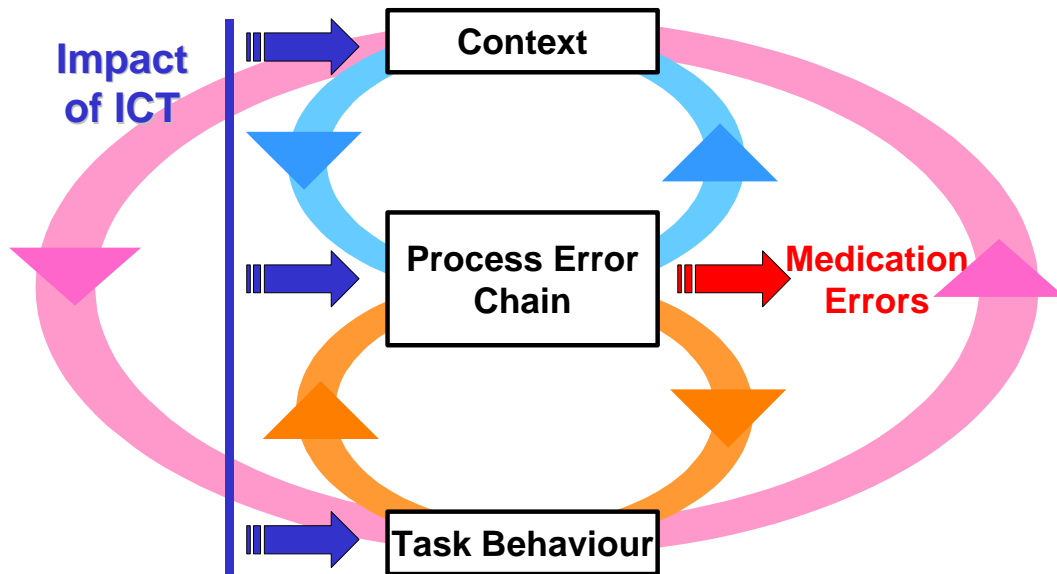 Impact
of ICT
Context
Process Error
Chain
Medication
Errors
Task Behaviour